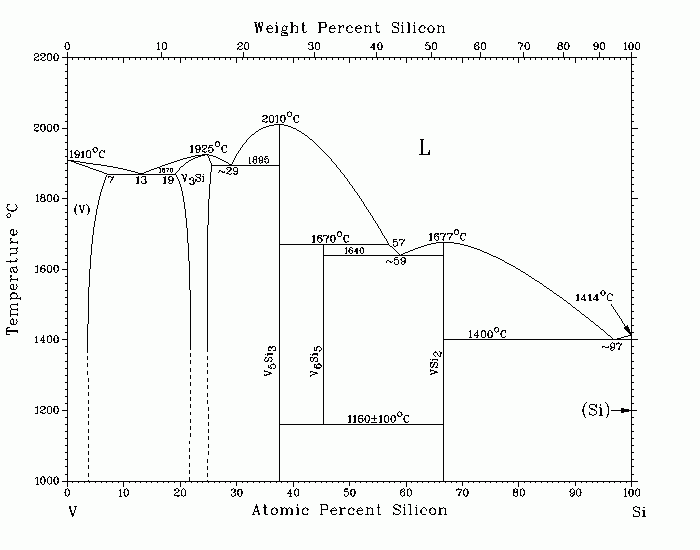 Weight Percent Silicon
0 10 20 30 40 50 60 70 80 90 100
2200
2000
1800
1600
1400
1200
1000
Temperature °C
2010°C
L
1910°C
1925°C
1895
1870
~29
7 13 19 V3Si
(V)
1670°C 57
1677°C
1640
~59
1414°C
1400°C
~97
V5Si3
V6Si5
VSi2
(Si)
1160±100°C
0 10 20 30 40 50 60 70 80 90 100
V Atomic Percent Silicon Si